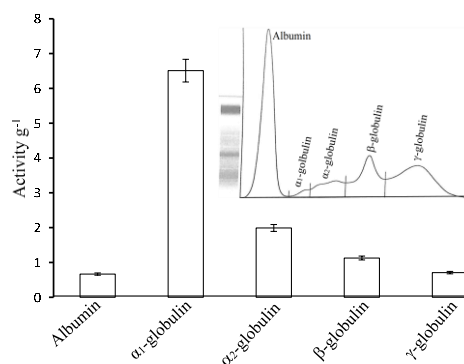 8
7
6
5
4
3
2
1
0
Activity g⁻¹
Albumin
α₁-globulin
α₂-globulin
β-globulin
γ-globulin
Albumin
α₁-golbulin
α₂-globulin
β-globulin
γ-globulin